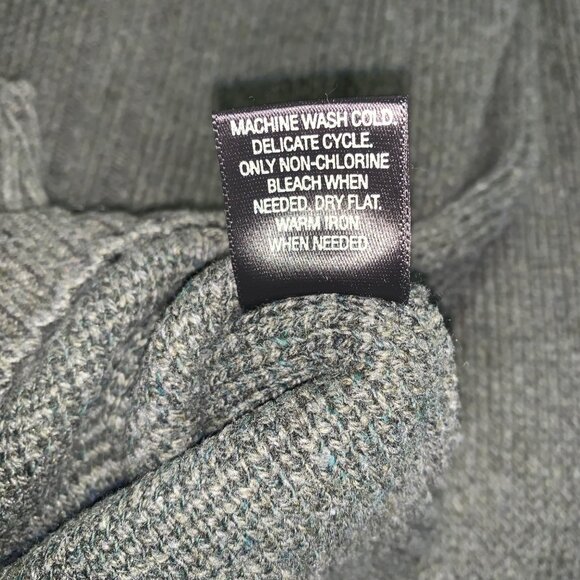 MACHINE WASH COLD.
DELICATE CYCLE.
ONLY NON-CHLORINE
BLEACH WHEN
NEEDED. DRY FLAT.
WARM IRON
WHEN NEEDED.